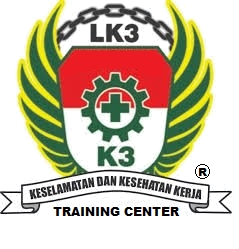 LK3
K3
®
KESELAMATAN DAN KESEHATAN KERJA
TRAINING CENTER